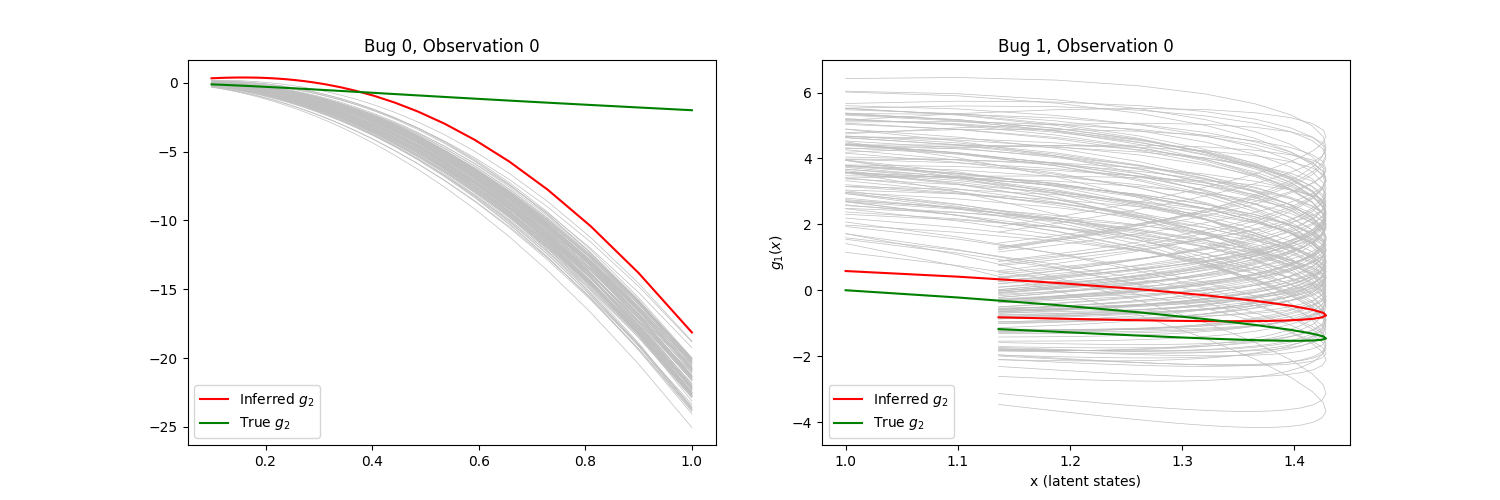 Bug 0, Observation 0
0
−5
−10
−15
−20
−25
0.2 0.4 0.6 0.8 1.0
Inferred g₂
True g₂
Bug 1, Observation 0
g₁(x)
6
4
2
0
−2
−4
1.0 1.1 1.2 1.3 1.4
x (latent states)
Inferred g₂
True g₂